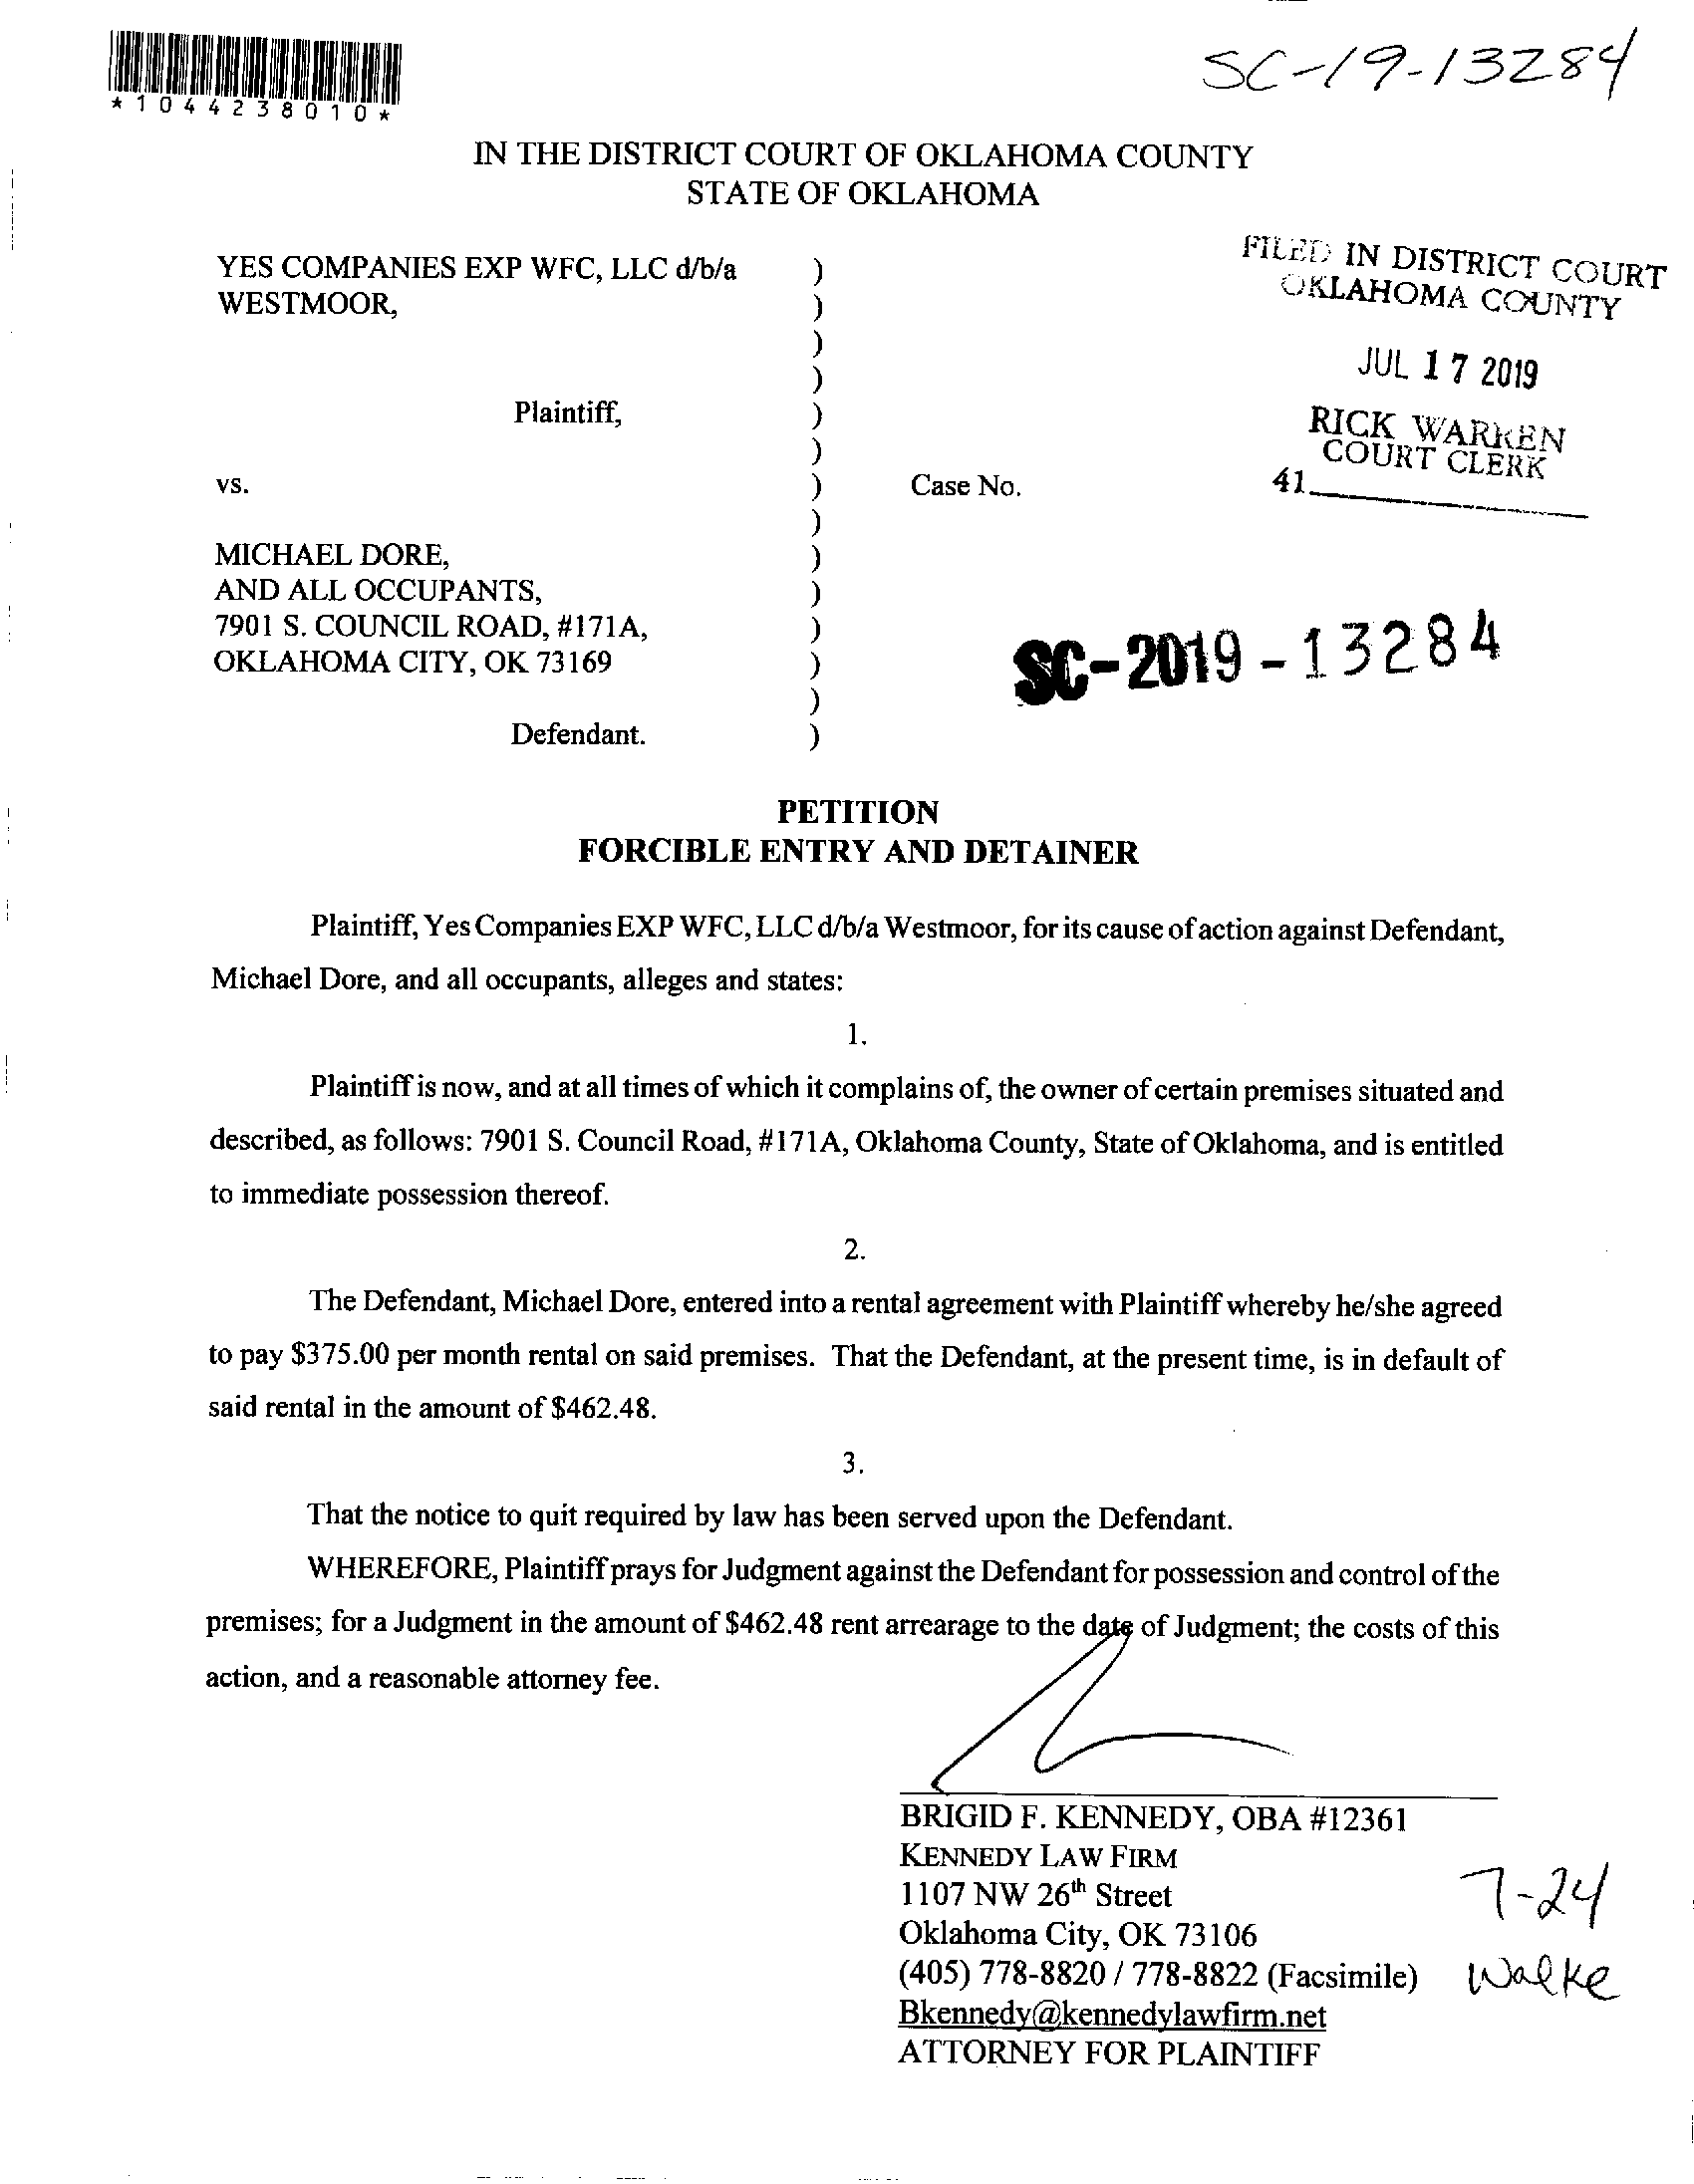 SC-19-13284
*1044238010*
IN THE DISTRICT COURT OF OKLAHOMA COUNTY
STATE OF OKLAHOMA
FILED IN DISTRICT COURT
OKLAHOMA COUNTY
JUL 17 2019
RICK WARREN
COURT CLERK
41
YES COMPANIES EXP WFC, LLC d/b/a )
WESTMOOR, )
)
)
Plaintiff, )
)
vs. ) Case No.
)
MICHAEL DORE, )
AND ALL OCCUPANTS, )
7901 S. COUNCIL ROAD, #171A, )
OKLAHOMA CITY, OK 73169 )
)
Defendant. )
SC-2019-13284
PETITION
FORCIBLE ENTRY AND DETAINER
Plaintiff, Yes Companies EXP WFC, LLC d/b/a Westmoor, for its cause of action against Defendant,
Michael Dore, and all occupants, alleges and states:
1.
Plaintiff is now, and at all times of which it complains of, the owner of certain premises situated and
described, as follows: 7901 S. Council Road, #171A, Oklahoma County, State of Oklahoma, and is entitled
to immediate possession thereof.
2.
The Defendant, Michael Dore, entered into a rental agreement with Plaintiff whereby he/she agreed
to pay $375.00 per month rental on said premises. That the Defendant, at the present time, is in default of
said rental in the amount of $462.48.
3.
That the notice to quit required by law has been served upon the Defendant.
WHEREFORE, Plaintiff prays for Judgment against the Defendant for possession and control of the
premises; for a Judgment in the amount of $462.48 rent arrearage to the date of Judgment; the costs of this
action, and a reasonable attorney fee.
BRIGID F. KENNEDY, OBA #12361
KENNEDY LAW FIRM
1107 NW 26th Street
Oklahoma City, OK 73106
(405) 778-8820 / 778-8822 (Facsimile)
Bkennedy@kennedylawfirm.net
ATTORNEY FOR PLAINTIFF
7-24
Walke